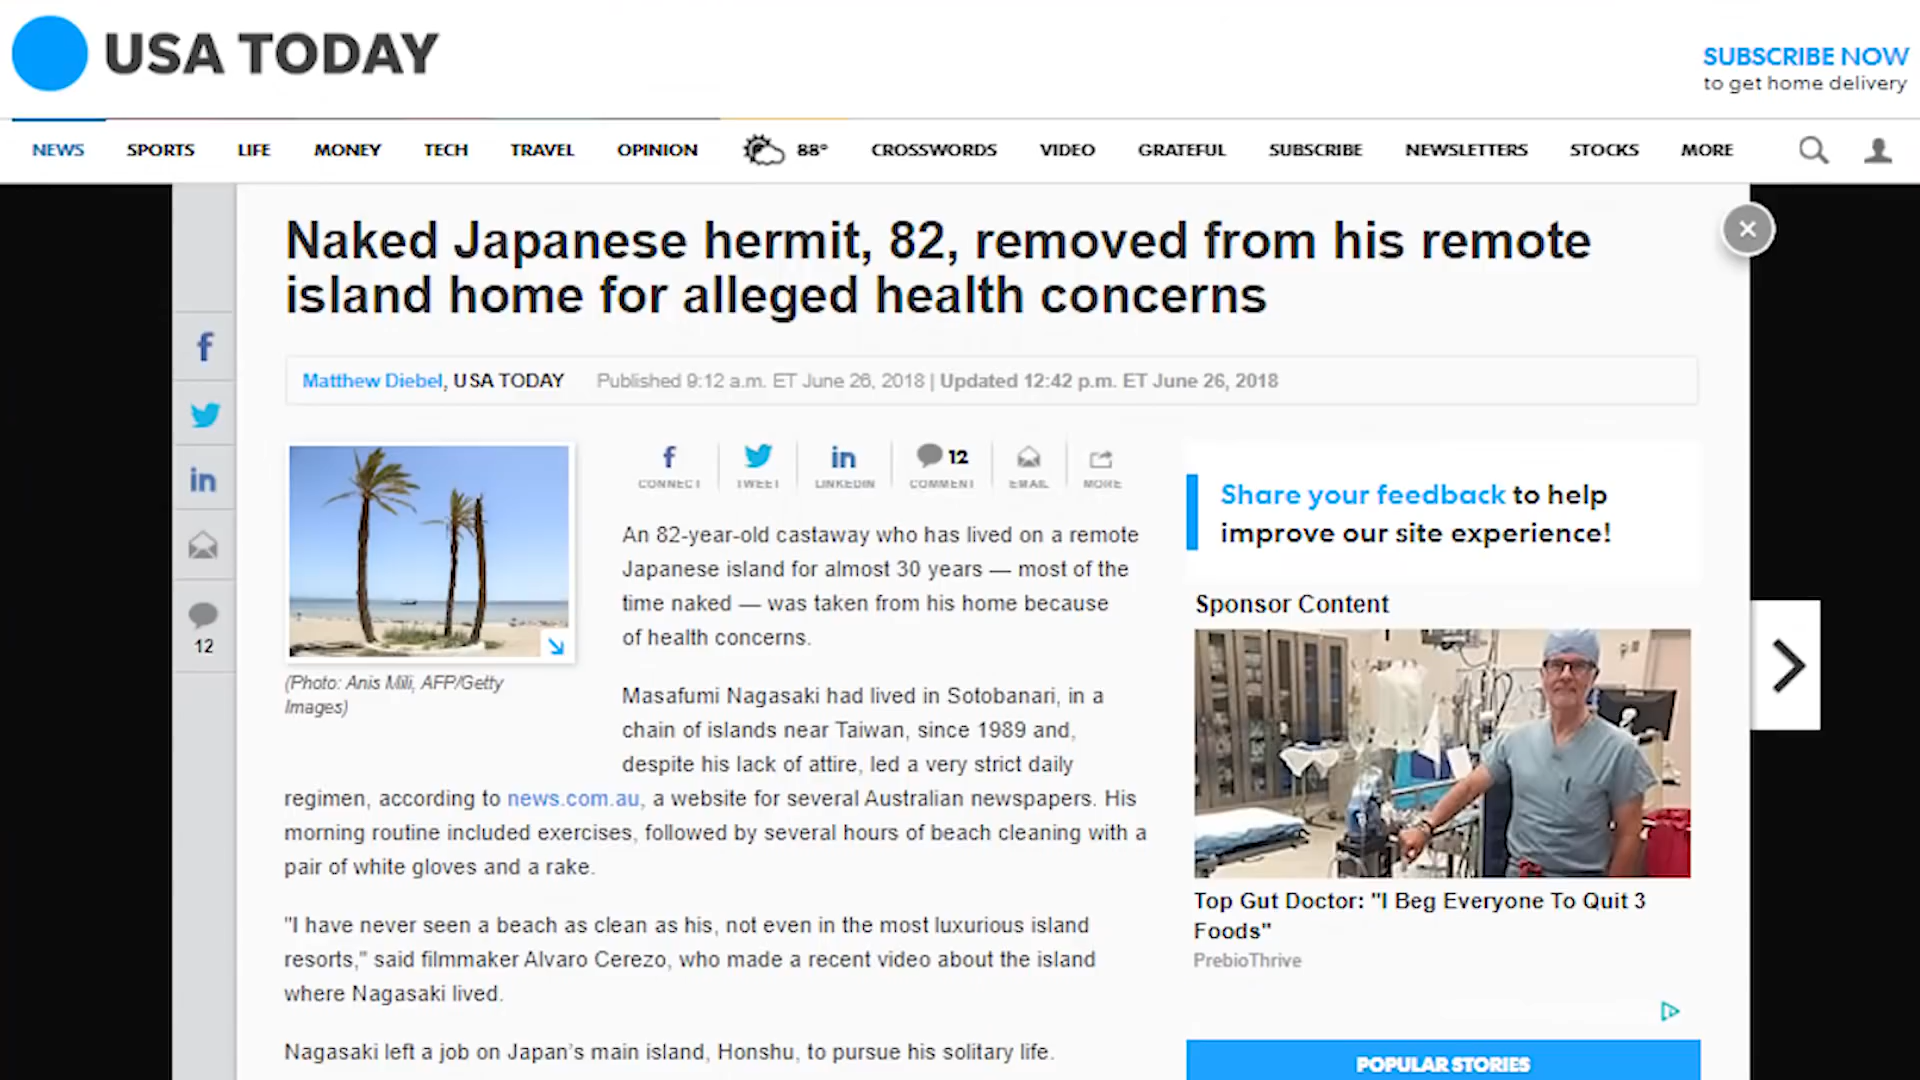 USA TODAY
SUBSCRIBE NOW
to get home delivery
NEWS SPORTS LIFE MONEY TECH TRAVEL OPINION 88° CROSSWORDS VIDEO GRATEFUL SUBSCRIBE NEWSLETTERS STOCKS MORE
Naked Japanese hermit, 82, removed from his remote
island home for alleged health concerns
Matthew Diebel, USA TODAY Published 9:12 a.m. ET June 26, 2018 | Updated 12:42 p.m. ET June 26, 2018
12
(Photo: Anis Mili, AFP/Getty
Images)
12
CONNECT TWEET LINKEDIN COMMENT EMAIL MORE
An 82-year-old castaway who has lived on a remote
Japanese island for almost 30 years — most of the
time naked — was taken from his home because
of health concerns.
Masafumi Nagasaki had lived in Sotobanari, in a
chain of islands near Taiwan, since 1989 and,
despite his lack of attire, led a very strict daily
regimen, according to news.com.au, a website for several Australian newspapers. His
morning routine included exercises, followed by several hours of beach cleaning with a
pair of white gloves and a rake.
"I have never seen a beach as clean as his, not even in the most luxurious island
resorts," said filmmaker Alvaro Cerezo, who made a recent video about the island
where Nagasaki lived.
Nagasaki left a job on Japan's main island, Honshu, to pursue his solitary life.
Share your feedback to help
improve our site experience!
Sponsor Content
Top Gut Doctor: "I Beg Everyone To Quit 3
Foods"
PrebioThrive
POPULAR STORIES